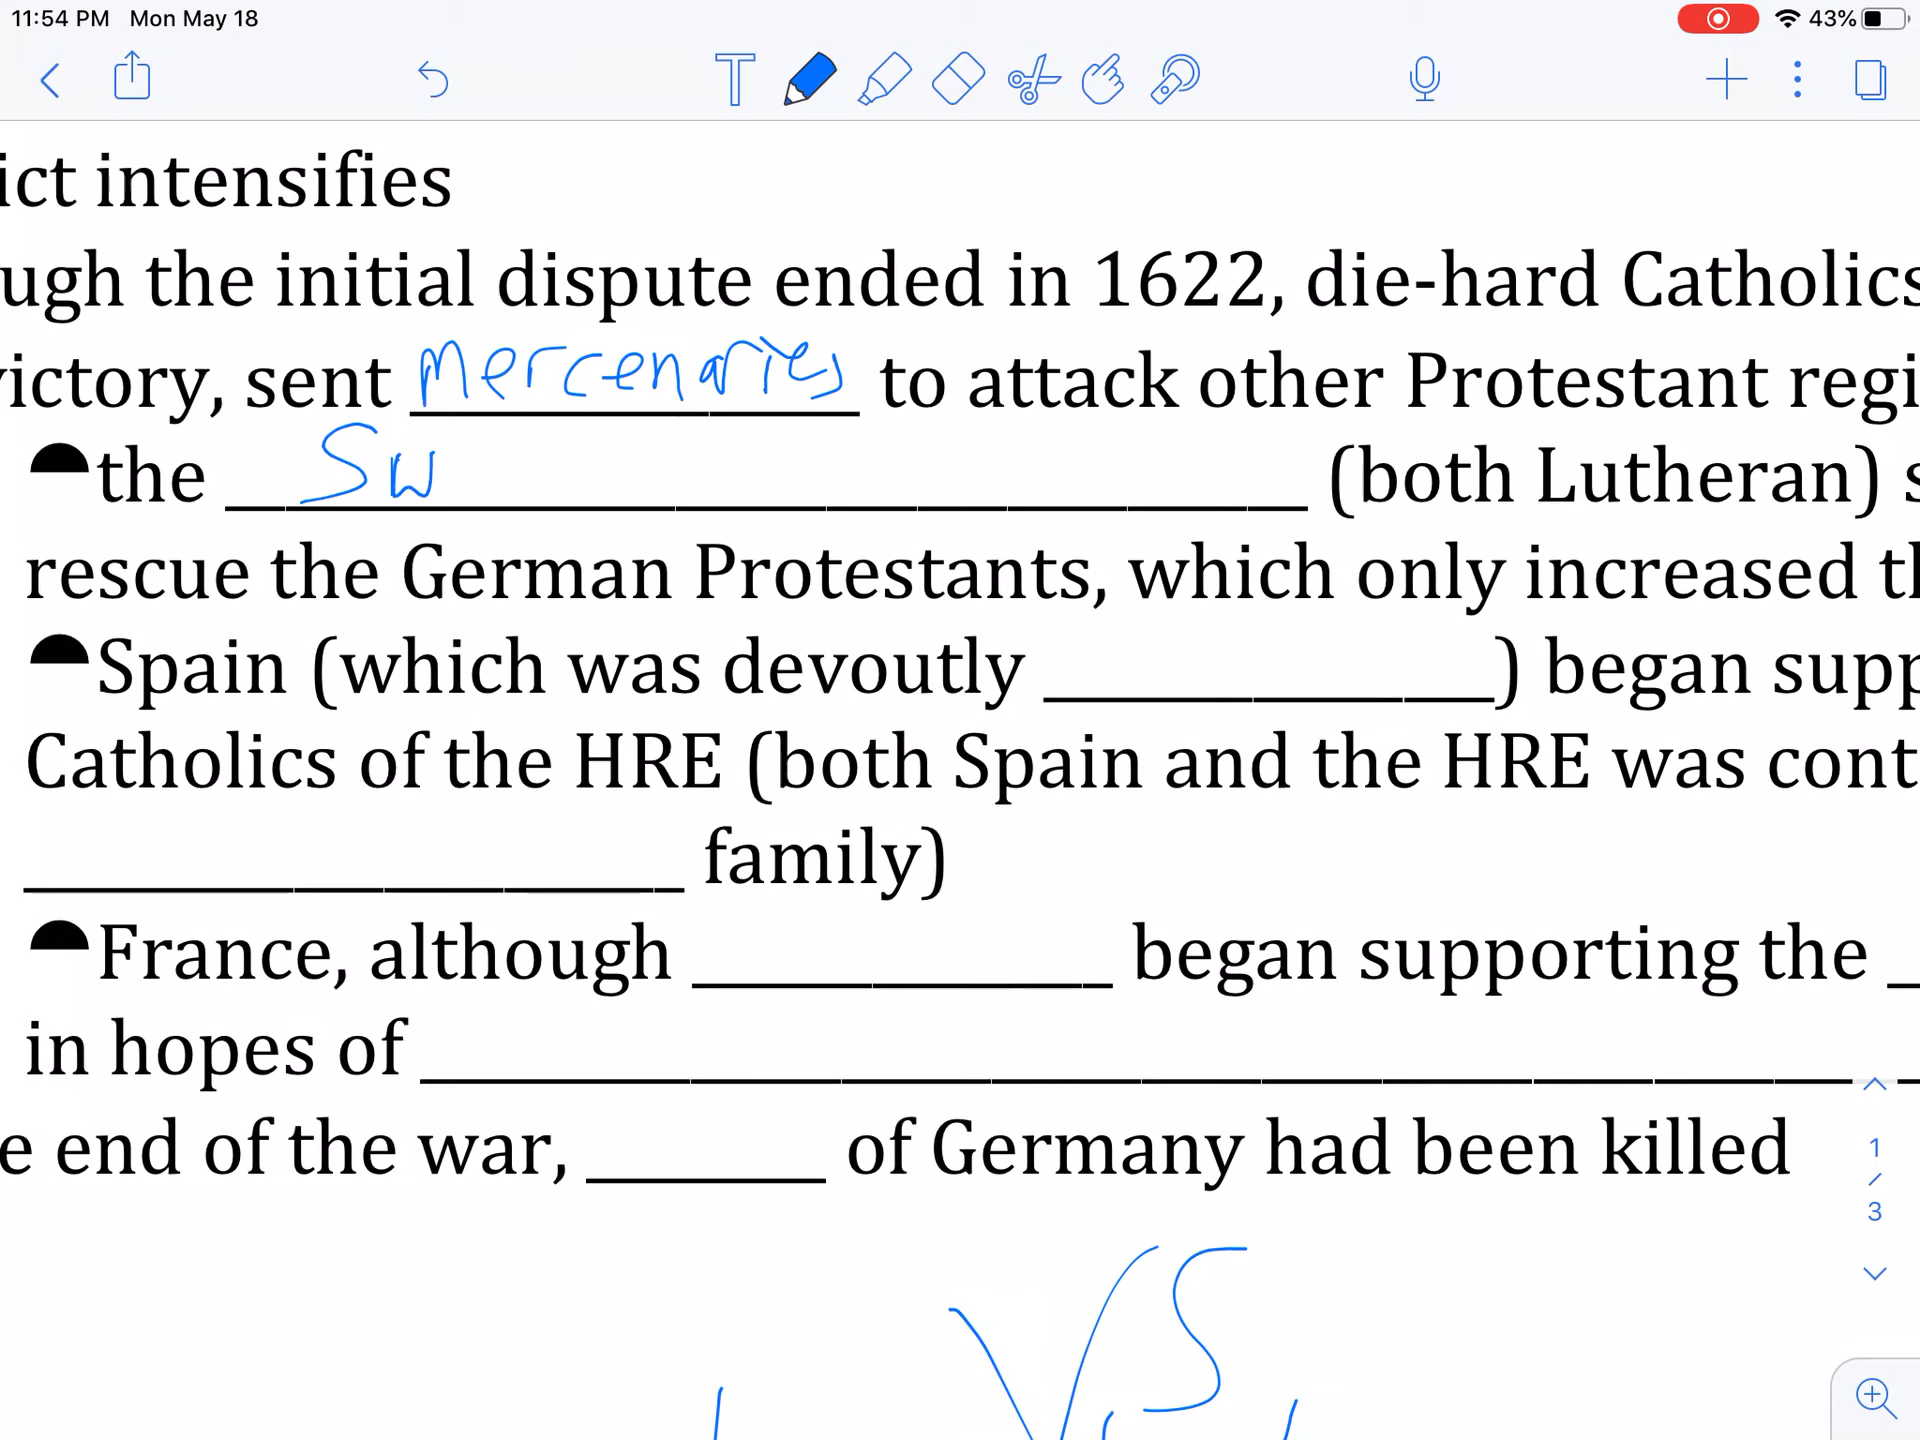 11:54 PM Mon May 18
43%
ict intensifies
ugh the initial dispute ended in 1622, die-hard Catholics
victory, sent mercenaries to attack other Protestant regi
the Sw (both Lutheran) s
rescue the German Protestants, which only increased th
Spain (which was devoutly ) began supp
Catholics of the HRE (both Spain and the HRE was cont
family)
France, although began supporting the
in hopes of
e end of the war, of Germany had been killed
1
/
3
VS